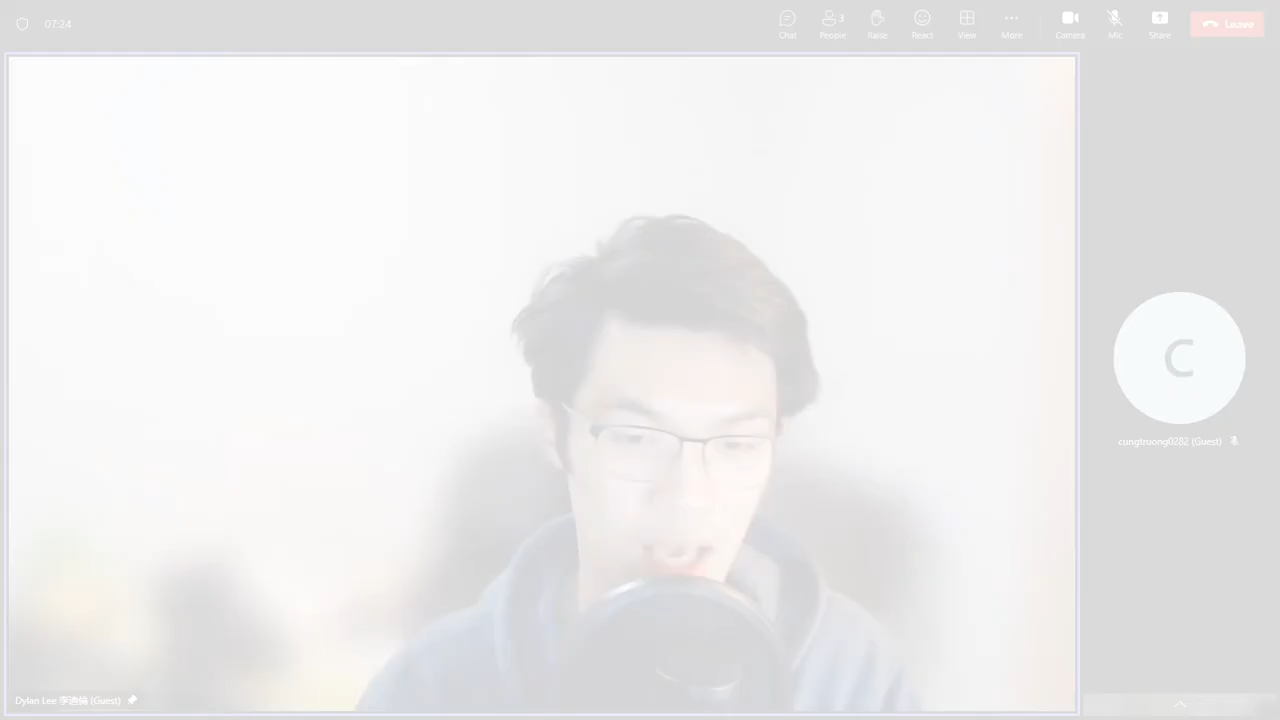 07:24
Chat
People
3
Raise
React
View
More
Camera
Mic
Share
Leave
C
cungtruong0282 (Guest)
Dylan Lee 李迪倫 (Guest)